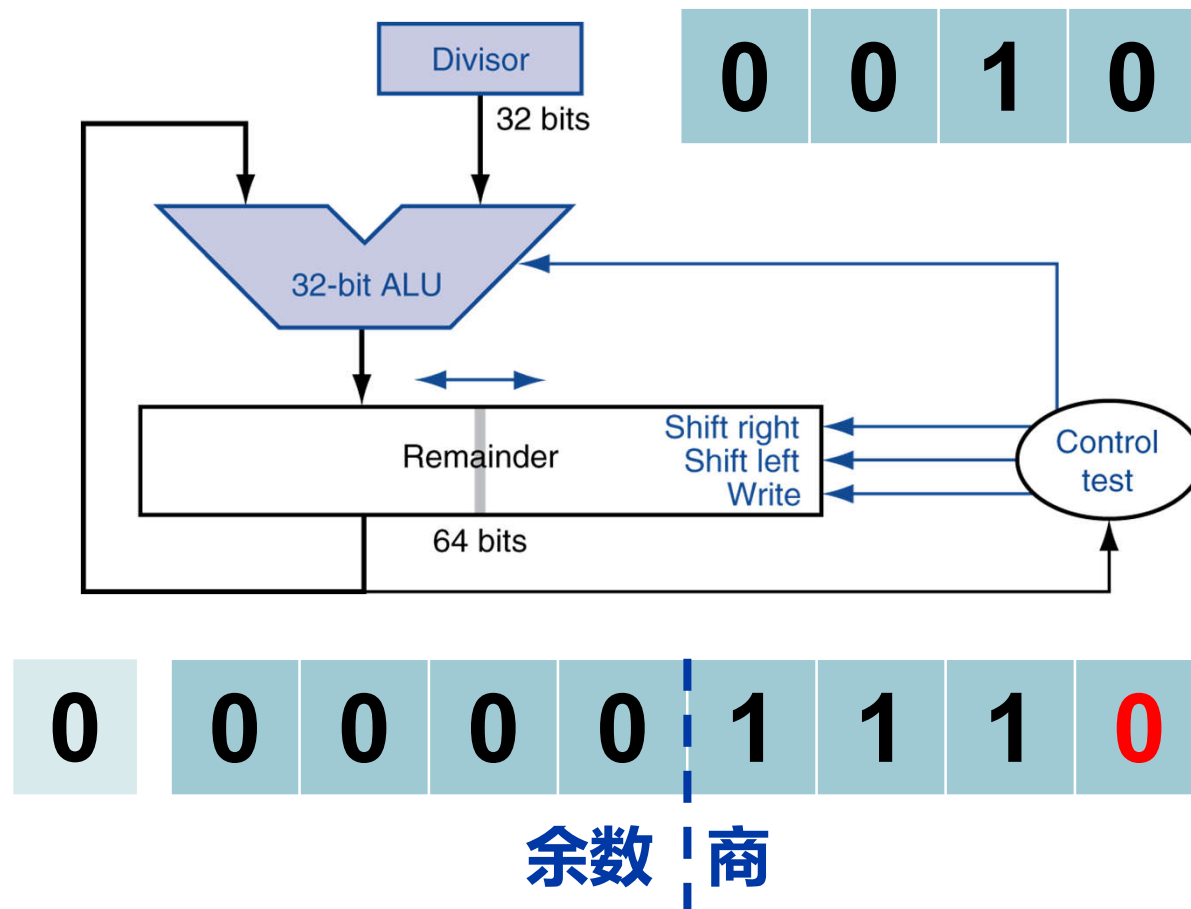 Divisor
0 0 1 0
32 bits
32-bit ALU
Remainder
Shift right
Shift left
Write
Control
test
64 bits
0 0 0 0 0 1 1 1 0
余数 商